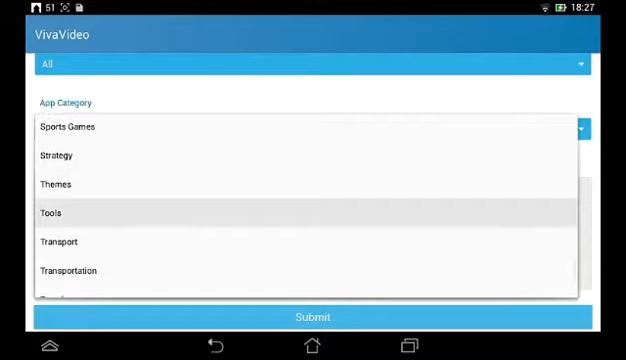 51
18:27
VivaVideo
All
App Category
Sports Games
Strategy
Themes
Tools
Transport
Transportation
Submit